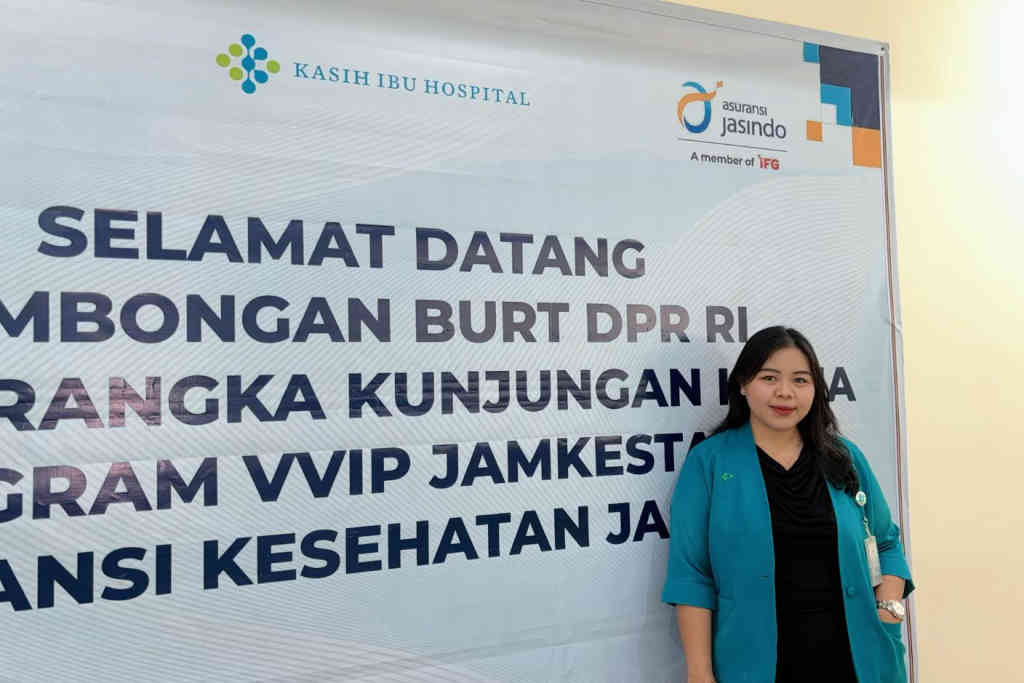 KASIH IBU HOSPITAL
asuransi
jasindo
A member of IFG
SELAMAT DATANG
MBONGAN BURT DPR RI
RANGKA KUNJUNGAN K A
GRAM VVIP JAMKESTA
ANSI KESEHATAN JA